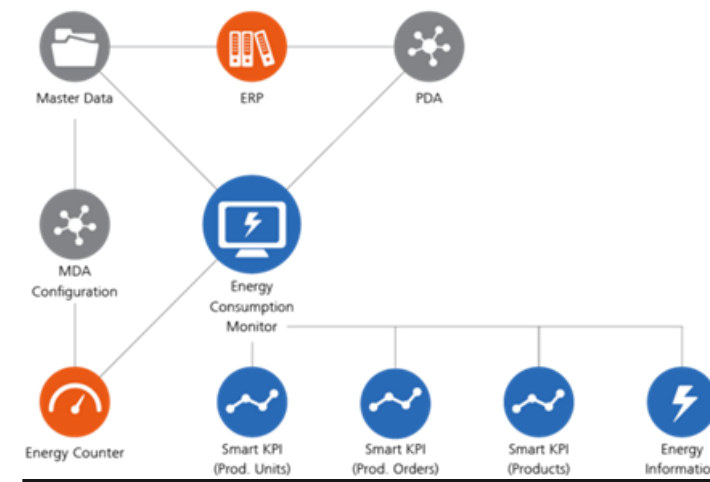 Master Data
ERP
PDA
MDA
Configuration
Energy
Consumption
Monitor
Energy Counter
Smart KPI
(Prod. Units)
Smart KPI
(Prod. Orders)
Smart KPI
(Products)
Energy
Informatio